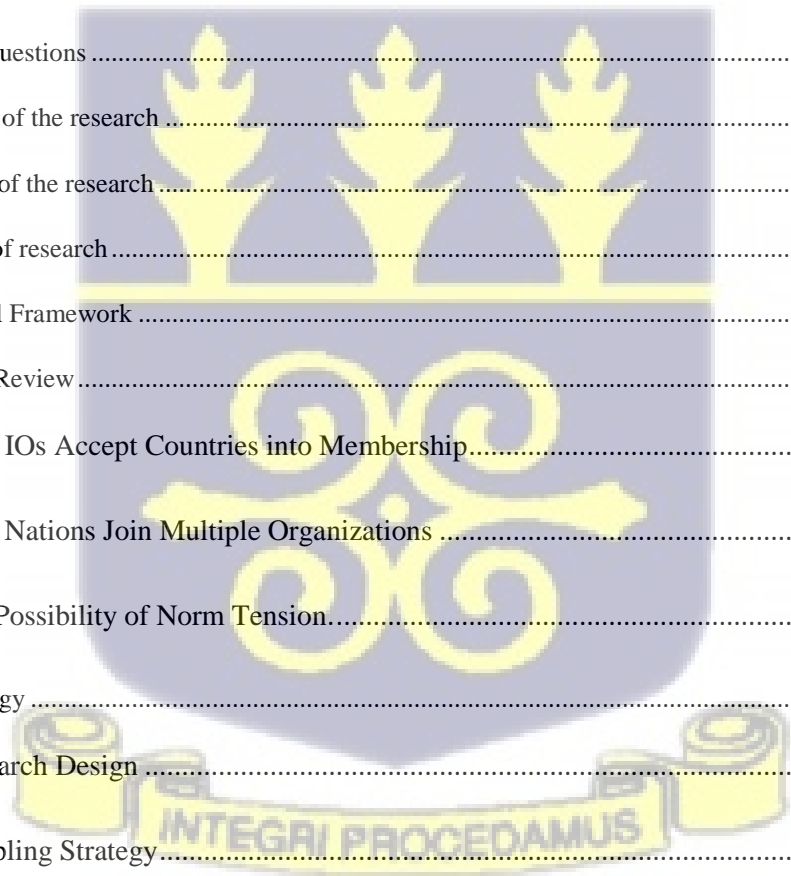 uestions ........................................................................................................
of the research ........................................................................................................
of the research ........................................................................................................
of research ........................................................................................................
l Framework ........................................................................................................
Review ........................................................................................................
IOs Accept Countries into Membership ........................................................................
Nations Join Multiple Organizations ........................................................................
Possibility of Norm Tension ........................................................................
gy ........................................................................................................
arch Design ........................................................................................................
INTEGRI PROCEDAMUS
pling Strategy ........................................................................................................